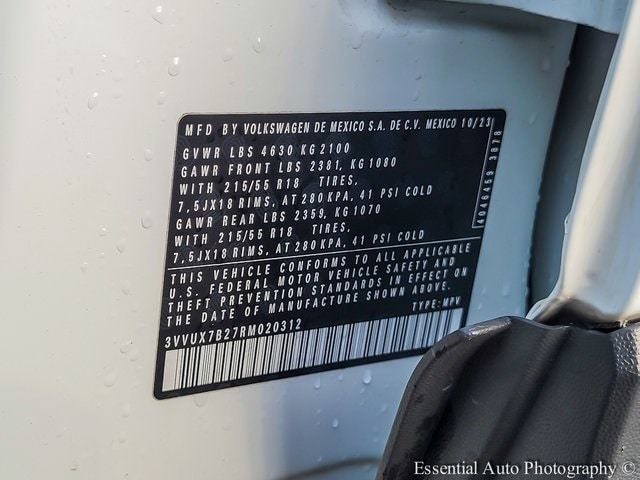 MFD BY VOLKSWAGEN DE MEXICO S.A. DE C.V. MEXICO 10/23
GVWR LBS 4630 KG 2100
GAWR FRONT LBS 2381, KG 1080
WITH 215/55 R18 TIRES,
7,5JX18 RIMS, AT 280 KPA, 41 PSI COLD
GAWR REAR LBS 2359, KG 1070
WITH 215/55 R18 TIRES,
7,5JX18 RIMS, AT 280 KPA, 41 PSI COLD
THIS VEHICLE CONFORMS TO ALL APPLICABLE
U.S. FEDERAL MOTOR VEHICLE SAFETY AND
THEFT PREVENTION STANDARDS IN EFFECT ON
THE DATE OF MANUFACTURE SHOWN ABOVE.
TYPE: MPV
3VVUX7B27RM020312
4046459 3878
Essential Auto Photography ©